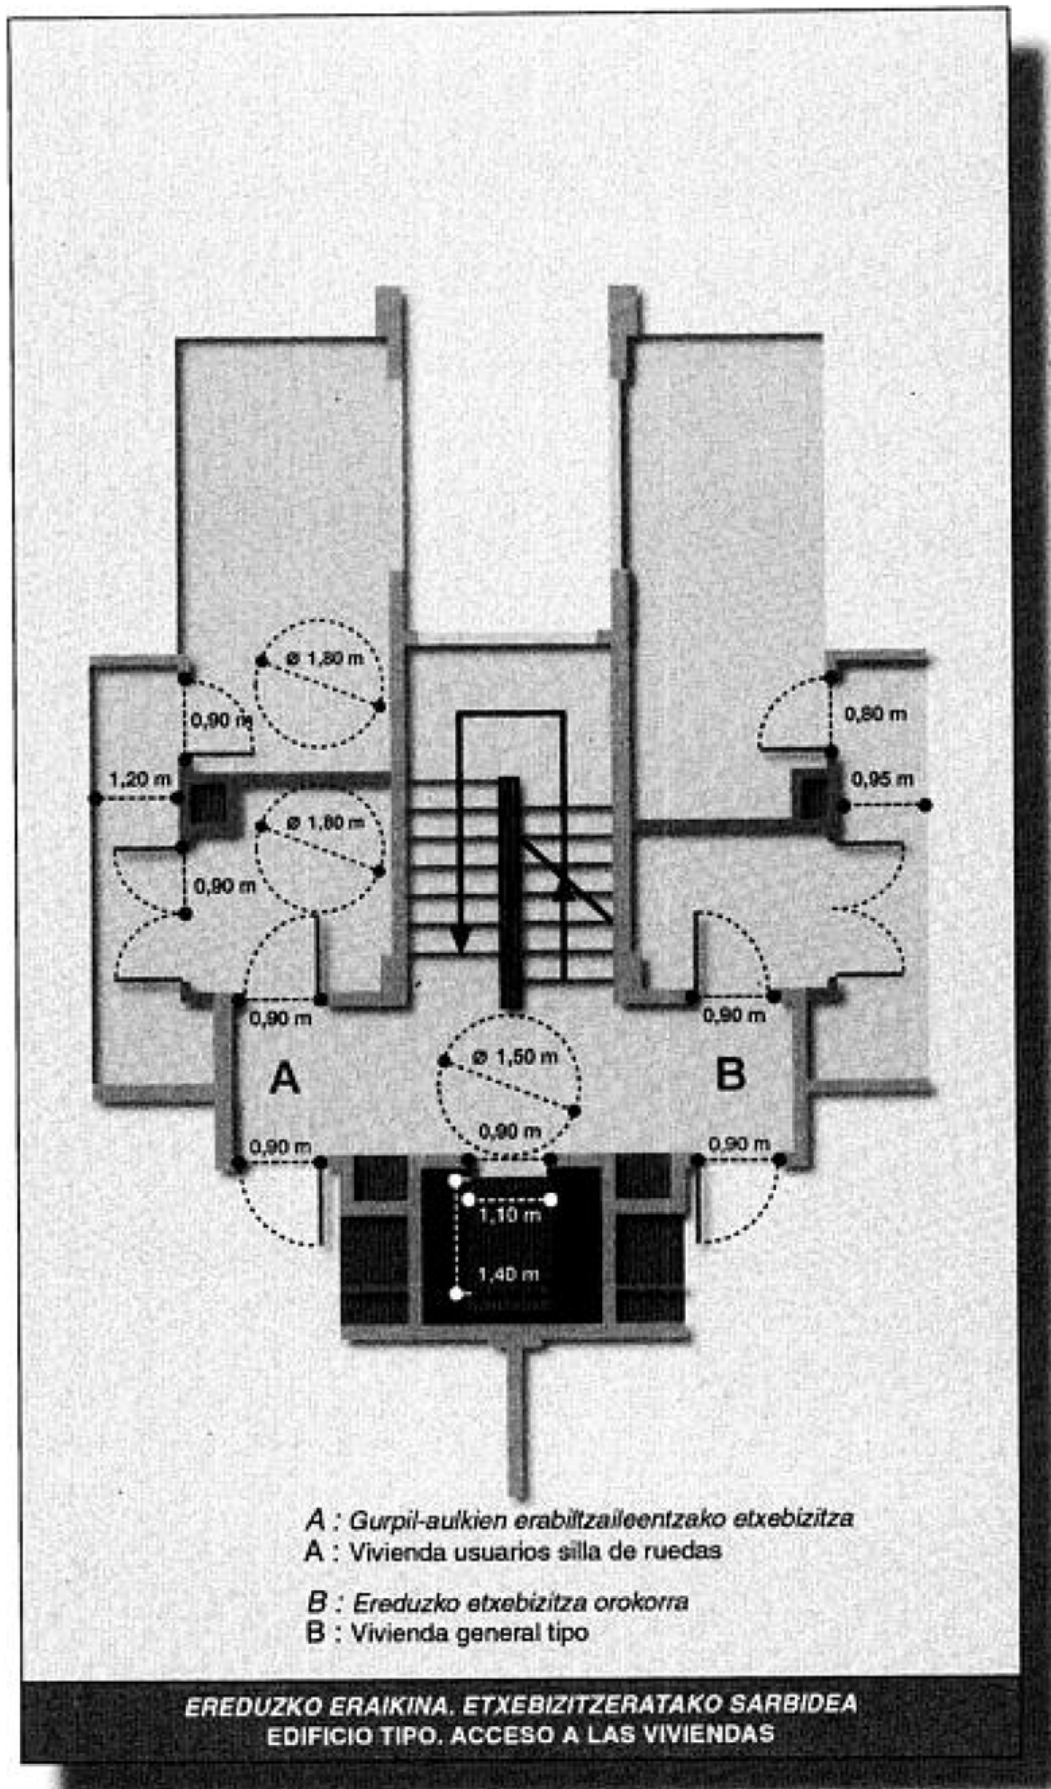 ø 1,80 m
0,90 m
0,80 m
1,20 m
0,95 m
ø 1,80 m
0,90 m
0,90 m
0,90 m
A
ø 1,50 m
B
0,90 m
0,90 m
0,90 m
1,10 m
1,40 m
A : Gurpil-aulkien erabiltzaileentzako etxebizitza
A : Vivienda usuarios silla de ruedas
B : Ereduzko etxebizitza orokorra
B : Vivienda general tipo
EREDUZKO ERAIKINA. ETXEBIZITZERATAKO SARBIDEA
EDIFICIO TIPO. ACCESO A LAS VIVIENDAS